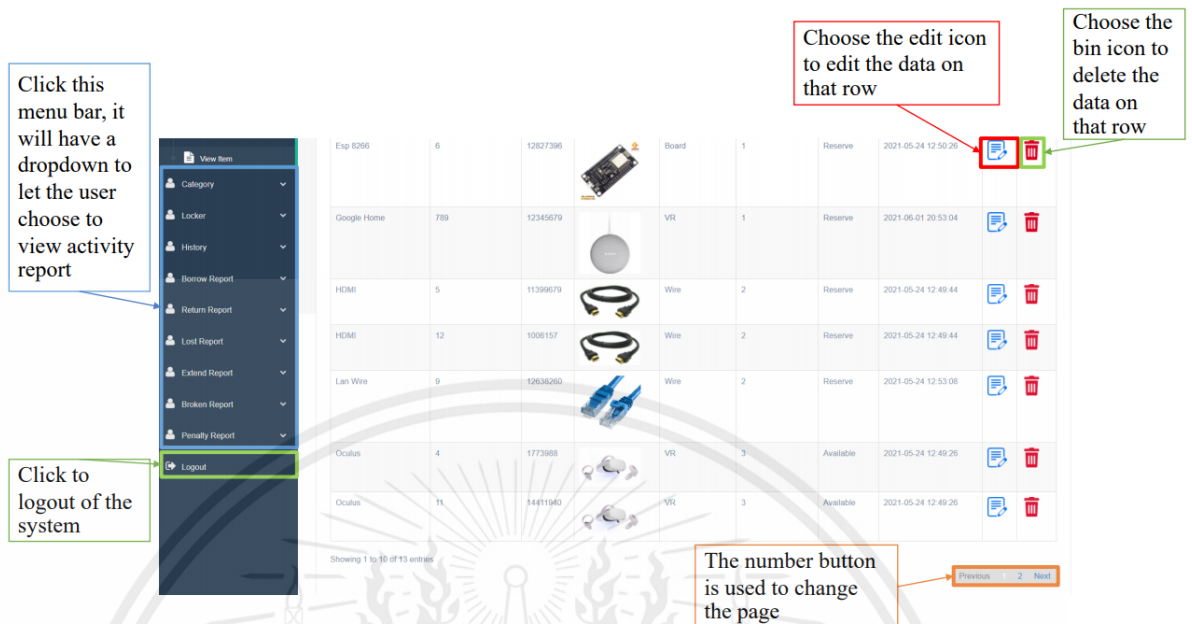 Choose the edit icon
to edit the data on
that row
Choose the
bin icon to
delete the
data on
that row
Click this
menu bar, it
will have a
dropdown to
let the user
choose to
view activity
report
View Item
Category
Locker
History
Borrow Report
Return Report
Lost Report
Extend Report
Broken Report
Penalty Report
Logout
Click to
logout of the
system
Esp 8266 6 12827396 Board 1 Reserve 2021-05-24 12:50:26
Google Home 789 12345679 VR 1 Reserve 2021-06-01 20:53:04
HDMI 5 11399679 Wire 2 Reserve 2021-05-24 12:49:44
HDMI 12 1006157 Wire 2 Reserve 2021-05-24 12:49:44
Lan Wire 9 12638260 Wire 2 Reserve 2021-05-24 12:53:08
Oculus 4 1773988 VR 3 Available 2021-05-24 12:49:26
Oculus 11 14411940 VR 3 Available 2021-05-24 12:49:26
Showing 1 to 10 of 13 entries
The number button
is used to change
the page
Previous 1 2 Next